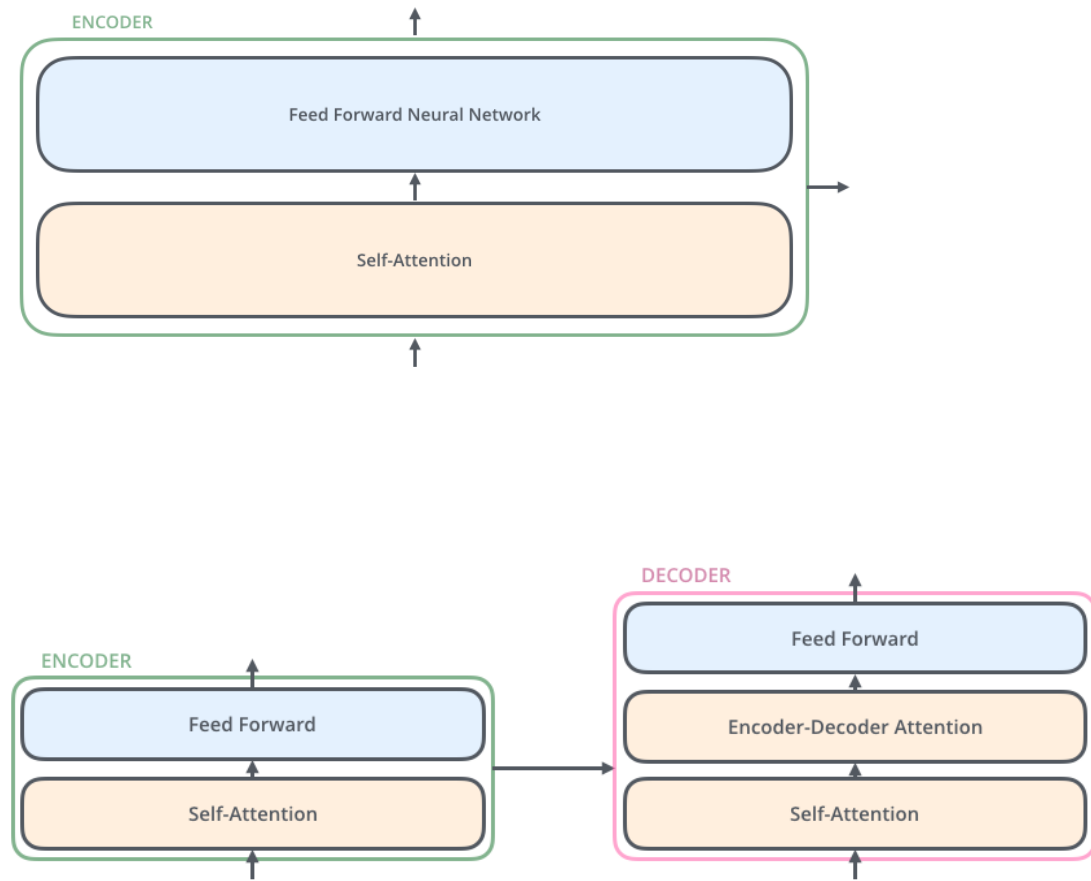 ENCODER
Feed Forward Neural Network
Self-Attention
DECODER
Feed Forward
ENCODER
Feed Forward
Encoder-Decoder Attention
Self-Attention
Self-Attention